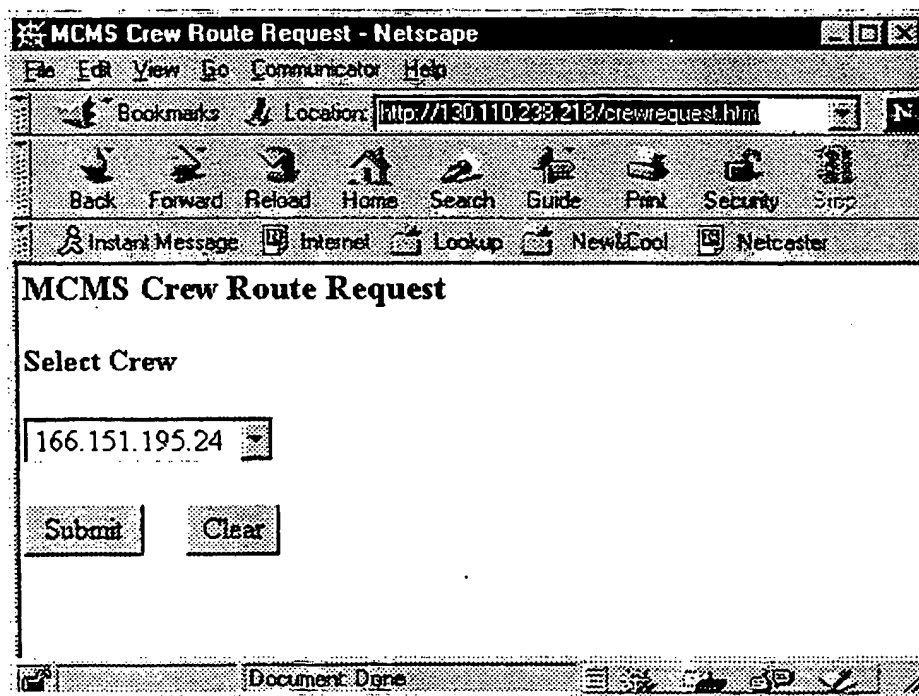 MCMS Crew Route Request - Netscape
File Edit View Go Communicator Help
Bookmarks Location: http://130.110.238.218/crewrequest.htm N
Back Forward Reload Home Search Guide Print Security Stop
Instant Message Internet Lookup New&Cool Netcaster
MCMS Crew Route Request
Select Crew
166.151.195.24
Submit Clear
Document: Done